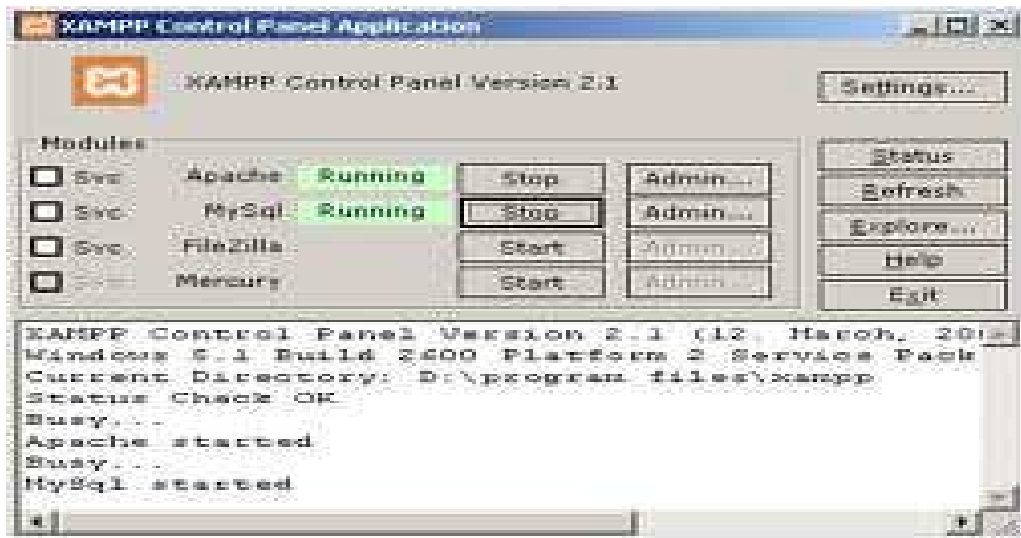 XAMPP Control Panel Application
XAMPP Control Panel Version 2.1
Settings...
Modules
Svc Apache Running Stop Admin...
Svc MySql Running Stop Admin...
Svc FileZilla Start Admin...
Mercury Start Admin...
Status
Refresh
Explore...
Help
Exit
XAMPP Control Panel Version 2.1 (12. March, 20
Windows 5.1 Build 2600 Platform 2 Service Pack
Current Directory: D:\program files\xampp
Status Check OK
Busy...
Apache started
Busy...
MySql started